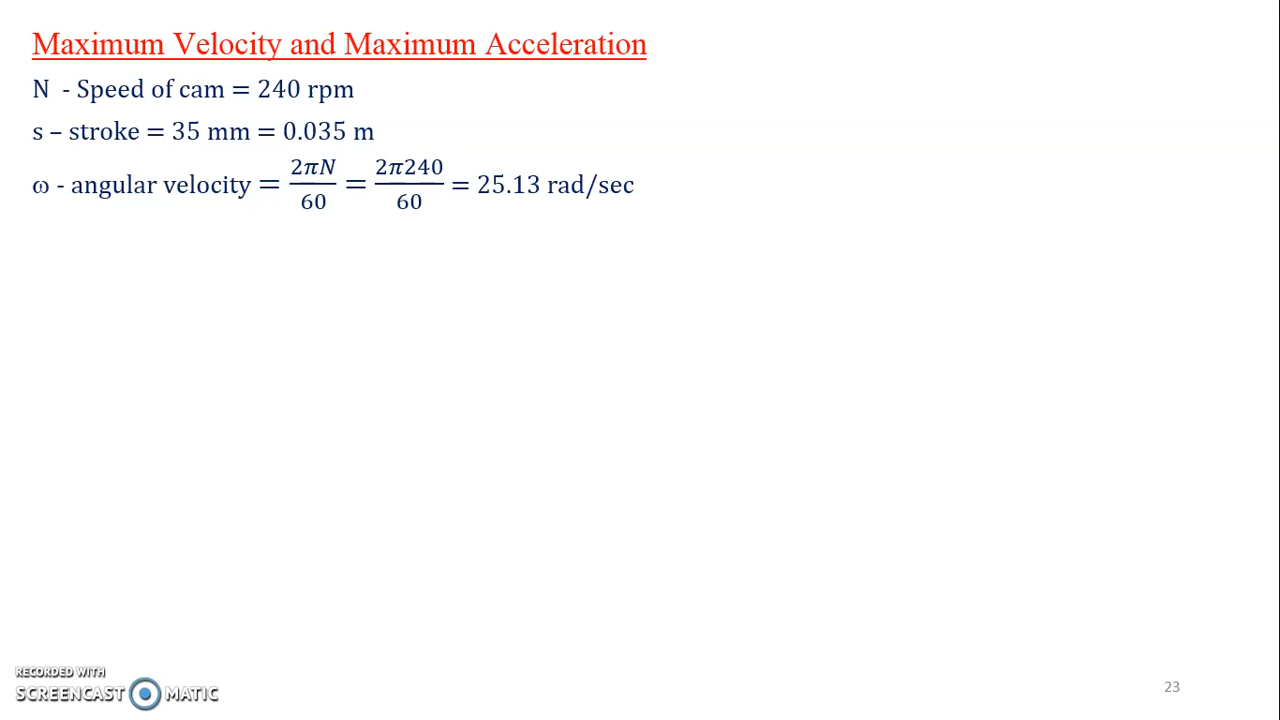 Maximum Velocity and Maximum Acceleration
N - Speed of cam = 240 rpm
s – stroke = 35 mm = 0.035 m
ω - angular velocity = 2πN/60 = 2π240/60 = 25.13 rad/sec
RECORDED WITH
SCREENCAST MATIC
23